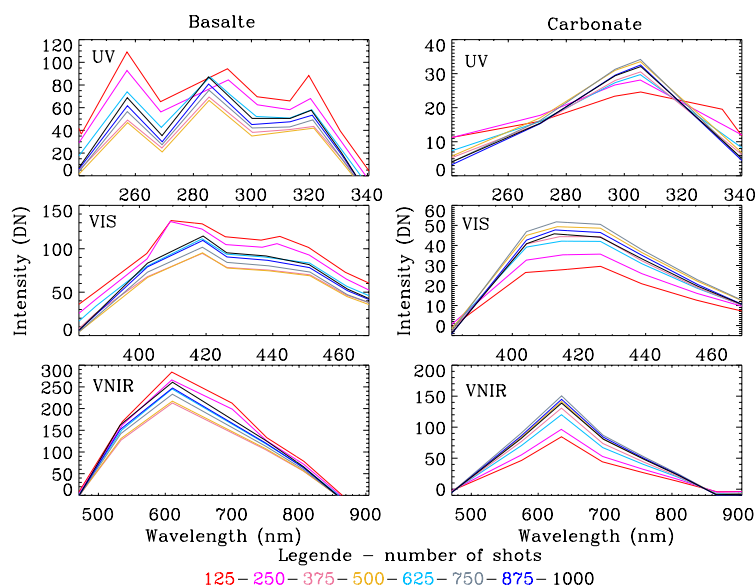 Basalte
Carbonate
UV
120
100
80
60
40
20
0
260 280 300 320 340
UV
40
30
20
10
0
260 280 300 320 340
Intensity (DN)
VIS
150
100
50
0
400 420 440 460
Intensity (DN)
VIS
60
50
40
30
20
10
0
400 420 440 460
VNIR
300
250
200
150
100
50
0
500 600 700 800 900
Wavelength (nm)
VNIR
200
150
100
50
0
500 600 700 800 900
Wavelength (nm)
Legende - number of shots
125-250-375-500-625-750-875-1000